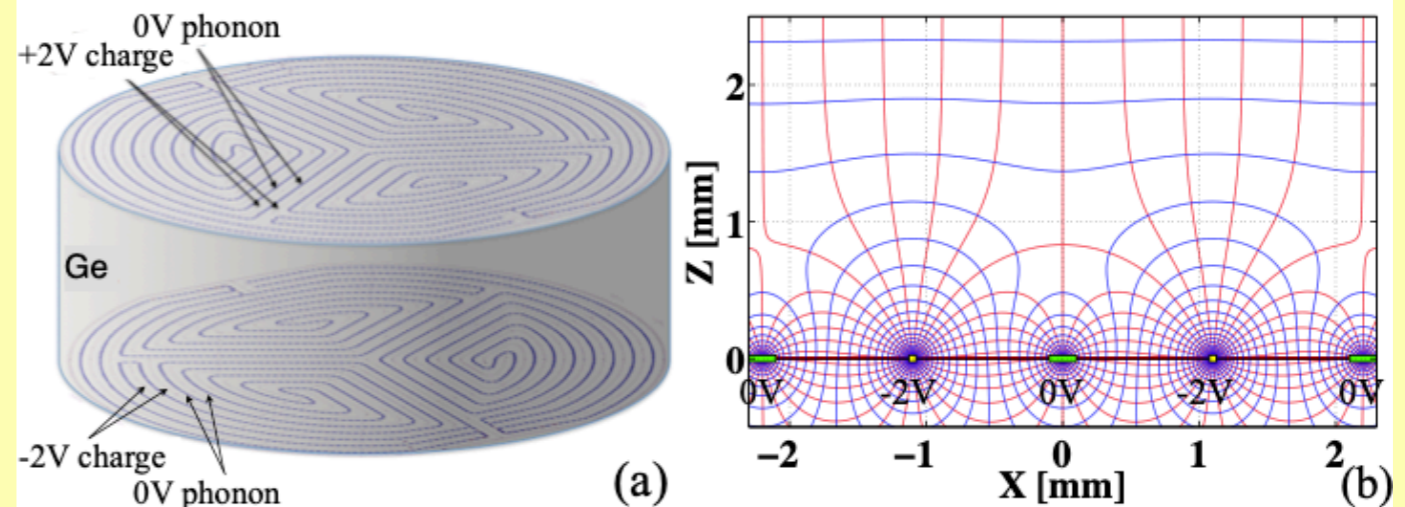 0V phonon
+2V charge
Ge
-2V charge
0V phonon
(a)
Z [mm]
2
1
0
0V
-2V
0V
-2V
0V
−2
−1
0
1
2
X [mm]
(b)